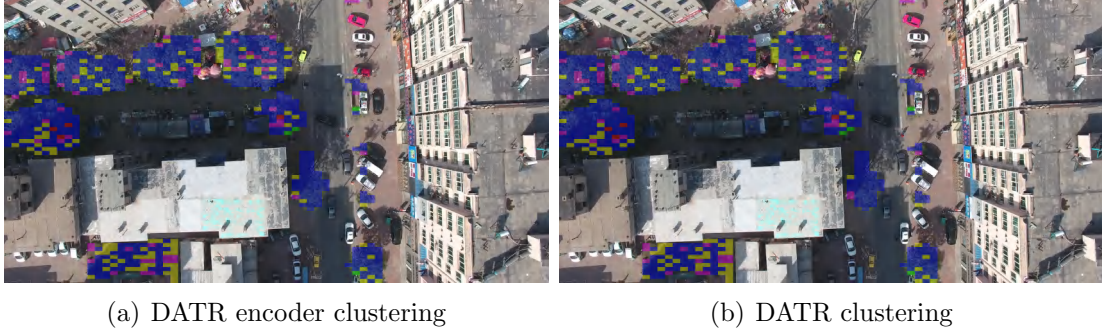 (a) DATR encoder clustering
(b) DATR clustering